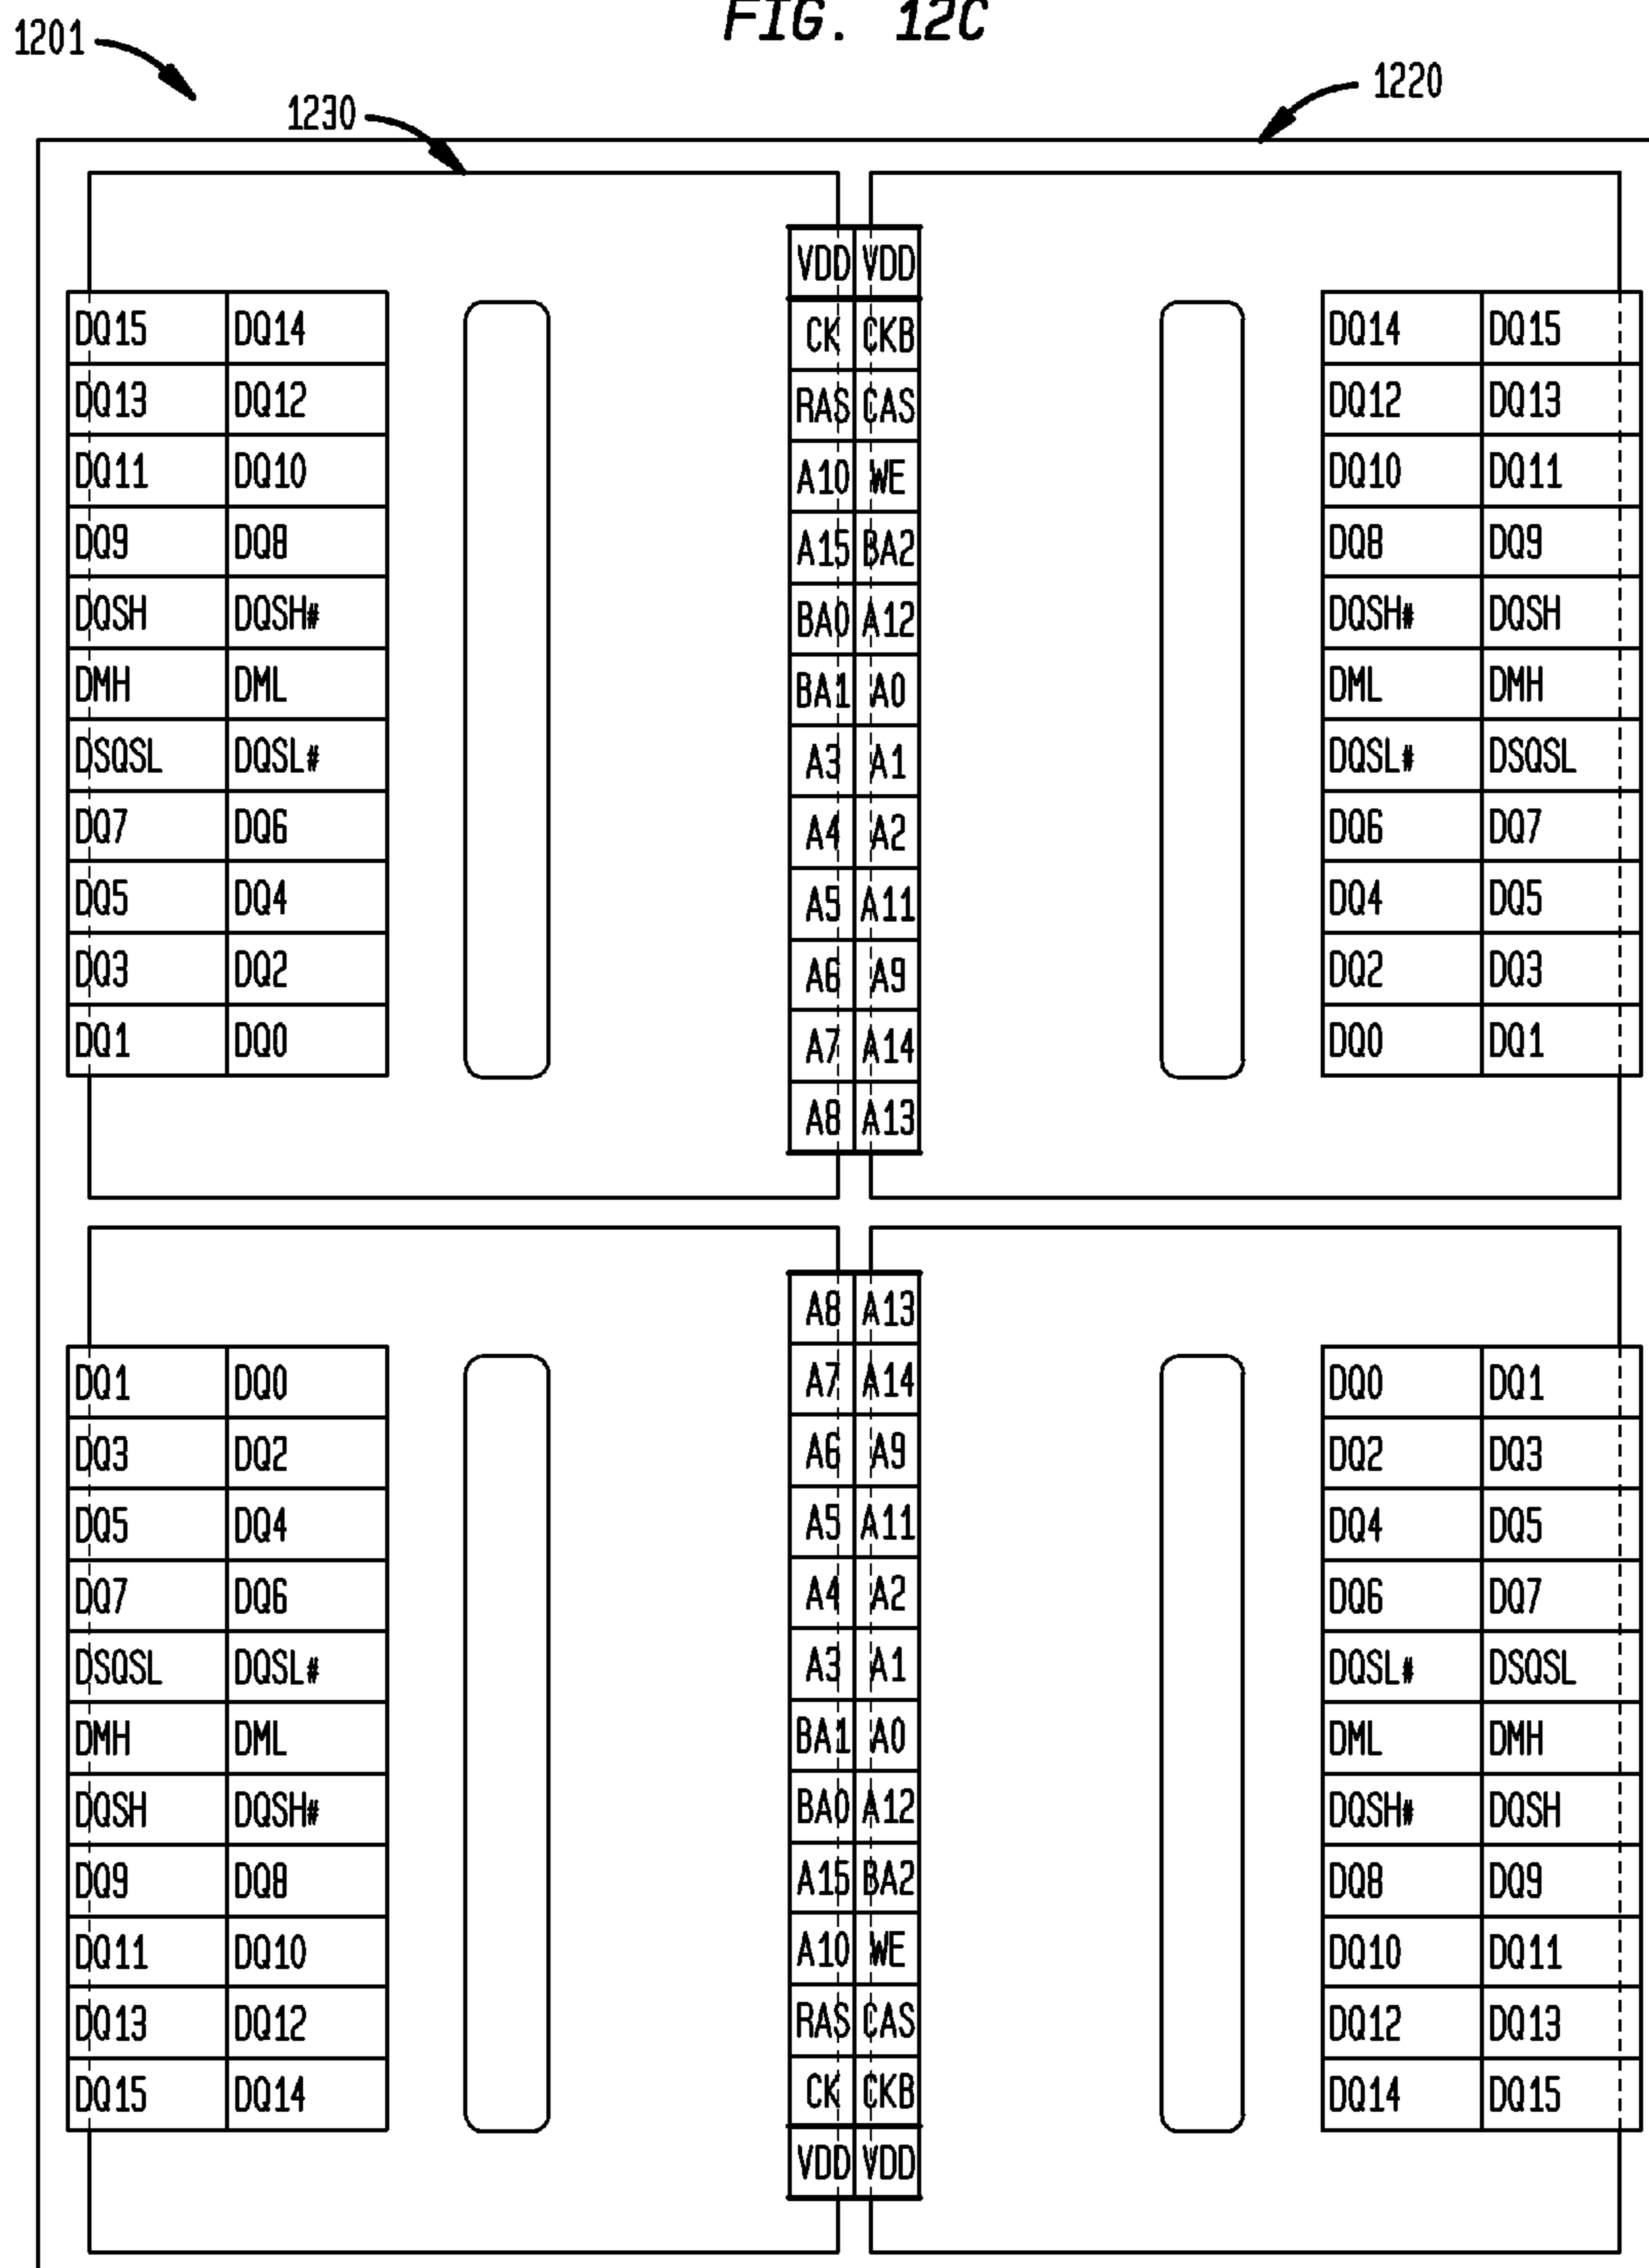 FIG. 12C
1201
1220
1230
VDD VDD
DQ15 DQ14 CK CKB DQ14 DQ15
DQ13 DQ12 RAS CAS DQ12 DQ13
DQ11 DQ10 A10 WE DQ10 DQ11
DQ9 DQ8 A15 BA2 DQ8 DQ9
DQSH DQSH# BA0 A12 DQSH# DQSH
DMH DML BA1 A0 DML DMH
DSQSL DQSL# A3 A1 DQSL# DSQSL
DQ7 DQ6 A4 A2 DQ6 DQ7
DQ5 DQ4 A5 A11 DQ4 DQ5
DQ3 DQ2 A6 A9 DQ2 DQ3
DQ1 DQ0 A7 A14 DQ0 DQ1
A8 A13
A8 A13
DQ1 DQ0 A7 A14 DQ0 DQ1
DQ3 DQ2 A6 A9 DQ2 DQ3
DQ5 DQ4 A5 A11 DQ4 DQ5
DQ7 DQ6 A4 A2 DQ6 DQ7
DSQSL DQSL# A3 A1 DQSL# DSQSL
DMH DML BA1 A0 DML DMH
DQSH DQSH# BA0 A12 DQSH# DQSH
DQ9 DQ8 A15 BA2 DQ8 DQ9
DQ11 DQ10 A10 WE DQ10 DQ11
DQ13 DQ12 RAS CAS DQ12 DQ13
DQ15 DQ14 CK CKB DQ14 DQ15
VDD VDD